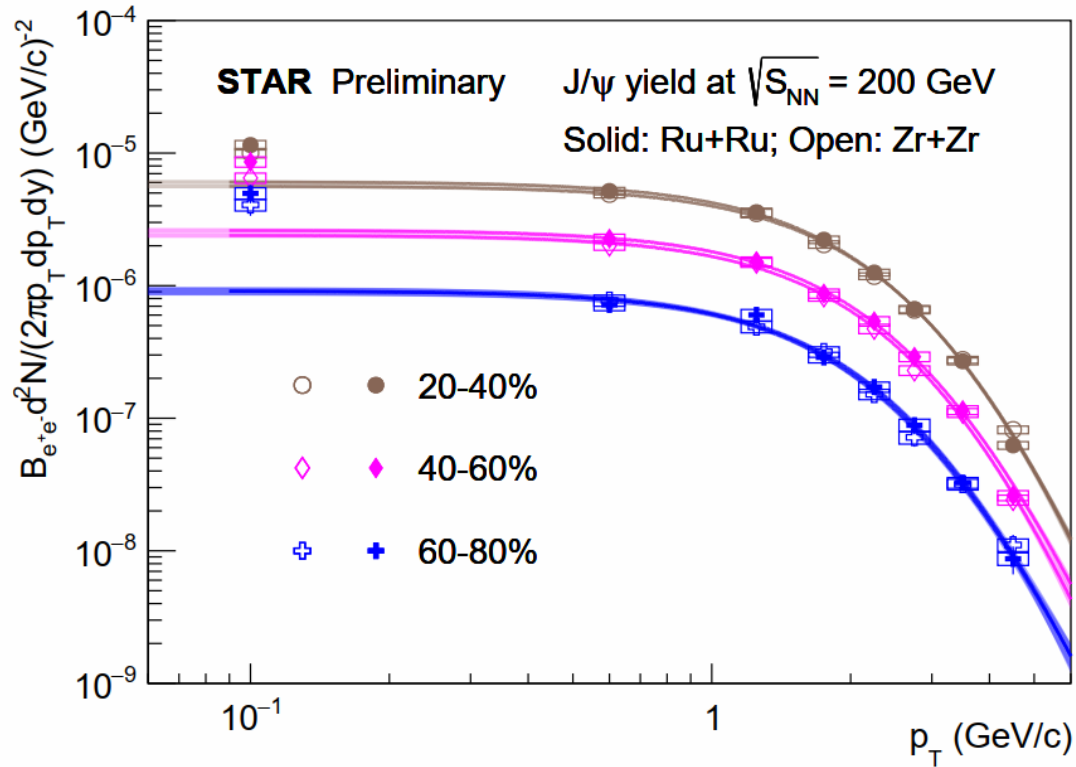 10⁻⁴
STAR Preliminary J/ψ yield at √S_NN = 200 GeV
Solid: Ru+Ru; Open: Zr+Zr
10⁻⁵
10⁻⁶
20-40%
10⁻⁷
40-60%
60-80%
10⁻⁸
10⁻⁹
B_e⁺e⁻d²N/(2πp_T dp_T dy) (GeV/c)⁻²
10⁻¹ 1
p_T (GeV/c)